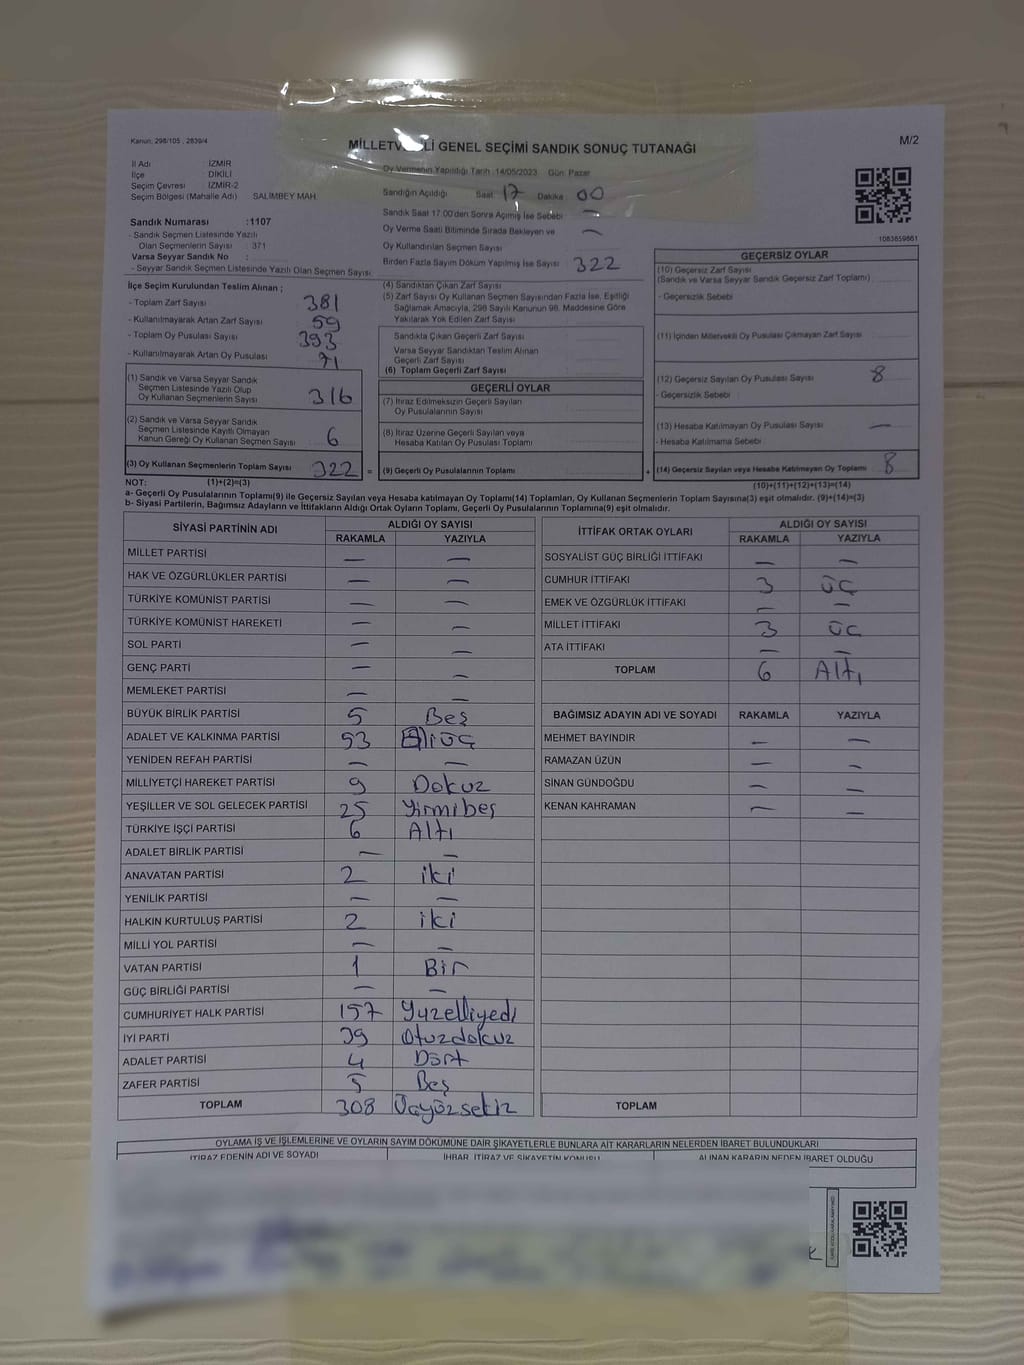 Kanun, 298/105 , 2839/4
M/2
MİLLETV Lİ GENEL SEÇİMİ SANDIK SONUÇ TUTANAĞI
Oy Vermenin Yapıldığı Tarih :14/05/2023 Gün: Pazar
İl Adı : İZMİR
İlçe : DİKİLİ
Seçim Çevresi : İZMİR-2
Seçim Bölgesi (Mahalle Adı) SALİMBEY MAH.
Sandığın Açıldığı Saat 17 Dakika 00
Sandık Saat 17.00'den Sonra Açılmış İse Sebebi —
Oy Verme Saati Bitiminde Sırada Bekleyen ve —
Oy Kullandırılan Seçmen Sayısı
Birden Fazla Sayım Döküm Yapılmış İse Sayısı 322
Sandık Numarası :1107
- Sandık Seçmen Listesinde Yazılı
Olan Seçmenlerin Sayısı : 371
Varsa Seyyar Sandık No :
- Seyyar Sandık Seçmen Listesinde Yazılı Olan Seçmen Sayısı
1083659861
İlçe Seçim Kurulundan Teslim Alınan ;
- Toplam Zarf Sayısı 381
- Kullanılmayarak Artan Zarf Sayısı 59
- Toplam Oy Pusulası Sayısı 393
- Kullanılmayarak Artan Oy Pusulası 71
(1) Sandık ve Varsa Seyyar Sandık
Seçmen Listesinde Yazılı Olup
Oy Kullanan Seçmenlerin Sayısı 316
(2) Sandık ve Varsa Seyyar Sandık
Seçmen Listesinde Kayıtlı Olmayan
Kanun Gereği Oy Kullanan Seçmen Sayısı 6
(3) Oy Kullanan Seçmenlerin Toplam Sayısı 322 =
(4) Sandıktan Çıkan Zarf Sayısı
(5) Zarf Sayısı Oy Kullanan Seçmen Sayısından Fazla İse, Eşitliği
Sağlamak Amacıyla, 298 Sayılı Kanunun 98. Maddesine Göre
Yakılarak Yok Edilen Zarf Sayısı
Sandıkta Çıkan Geçerli Zarf Sayısı
Varsa Seyyar Sandıktan Teslim Alınan
Geçerli Zarf Sayısı
(6) Toplam Geçerli Zarf Sayısı
GEÇERLİ OYLAR
(7) İtiraz Edilmeksizin Geçerli Sayılan
Oy Pusulalarının Sayısı
(8) İtiraz Üzerine Geçerli Sayılan veya
Hesaba Katılan Oy Pusulası Toplamı
(9) Geçerli Oy Pusulalarının Toplamı +
GEÇERSİZ OYLAR
(10) Geçersiz Zarf Sayısı
(Sandık ve Varsa Seyyar Sandık Geçersiz Zarf Toplamı)
- Geçersizlik Sebebi
(11) İçinden Milletvekili Oy Pusulası Çıkmayan Zarf Sayısı
(12) Geçersiz Sayılan Oy Pusulası Sayısı 8
- Geçersizlik Sebebi :
(13) Hesaba Katılmayan Oy Pusulası Sayısı —
- Hesaba Katılmama Sebebi
(14) Geçersiz Sayılan veya Hesaba Katılmayan Oy Toplamı 8
NOT: (1)+(2)=(3) (10)+(11)+(12)+(13)=(14)
a- Geçerli Oy Pusulalarının Toplamı(9) ile Geçersiz Sayılan veya Hesaba katılmayan Oy Toplamı(14) Toplamları, Oy Kullanan Seçmenlerin Toplam Sayısına(3) eşit olmalıdır. (9)+(14)=(3)
b- Siyasi Partilerin, Bağımsız Adayların ve İttifakların Aldığı Ortak Oyların Toplamı, Geçerli Oy Pusulalarının Toplamına(9) eşit olmalıdır.
SİYASİ PARTİNİN ADI ALDIĞI OY SAYISI
RAKAMLA YAZIYLA
MİLLET PARTİSİ — —
HAK VE ÖZGÜRLÜKLER PARTİSİ — —
TÜRKİYE KOMÜNİST PARTİSİ — —
TÜRKİYE KOMÜNİST HAREKETİ — —
SOL PARTİ — —
GENÇ PARTİ — —
MEMLEKET PARTİSİ — —
BÜYÜK BİRLİK PARTİSİ 5 Beş
ADALET VE KALKINMA PARTİSİ 53 Elliüç
YENİDEN REFAH PARTİSİ — —
MİLLİYETÇİ HAREKET PARTİSİ 9 Dokuz
YEŞİLLER VE SOL GELECEK PARTİSİ 25 Yirmibeş
TÜRKİYE İŞÇİ PARTİSİ 6 Altı
ADALET BİRLİK PARTİSİ — —
ANAVATAN PARTİSİ 2 iki
YENİLİK PARTİSİ — —
HALKIN KURTULUŞ PARTİSİ 2 iki
MİLLİ YOL PARTİSİ — —
VATAN PARTİSİ 1 Bir
GÜÇ BİRLİĞİ PARTİSİ — —
CUMHURİYET HALK PARTİSİ 157 Yüzelliyedi
İYİ PARTİ 39 Otuzdokuz
ADALET PARTİSİ 4 Dört
ZAFER PARTİSİ 5 Beş
TOPLAM 308 Üçyüzsekiz
İTTİFAK ORTAK OYLARI ALDIĞI OY SAYISI
RAKAMLA YAZIYLA
SOSYALİST GÜÇ BİRLİĞİ İTTİFAKI — —
CUMHUR İTTİFAKI 3 ÜÇ
EMEK VE ÖZGÜRLÜK İTTİFAKI — —
MİLLET İTTİFAKI 3 ÜÇ
ATA İTTİFAKI — —
TOPLAM 6 Altı
BAĞIMSIZ ADAYIN ADI VE SOYADI RAKAMLA YAZIYLA
MEHMET BAYINDIR — —
RAMAZAN ÜZÜN — —
SİNAN GÜNDOĞDU — —
KENAN KAHRAMAN — —
TOPLAM
OYLAMA İŞ VE İŞLEMLERİNE VE OYLARIN SAYIM DÖKÜMÜNE DAİR ŞİKAYETLERLE BUNLARA AİT KARARLARIN NELERDEN İBARET BULUNDUKLARI
İTİRAZ EDENİN ADI VE SOYADI İHBAR, İTİRAZ VE ŞİKAYETİN KONUSU ALINAN KARARIN NEDEN İBARET OLDUĞU